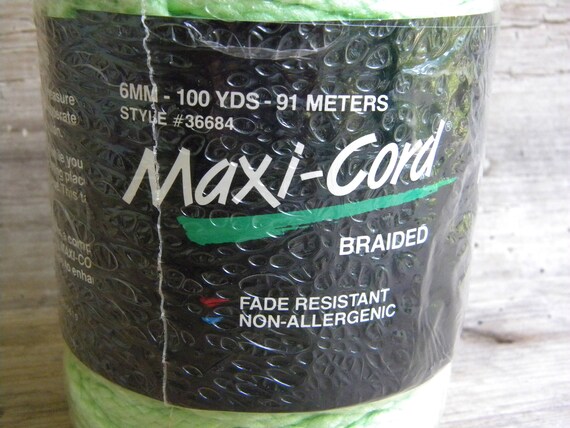 6MM - 100 YDS - 91 METERS
STYLE #36684
Maxi-Cord®
BRAIDED
FADE RESISTANT
NON-ALLERGENIC